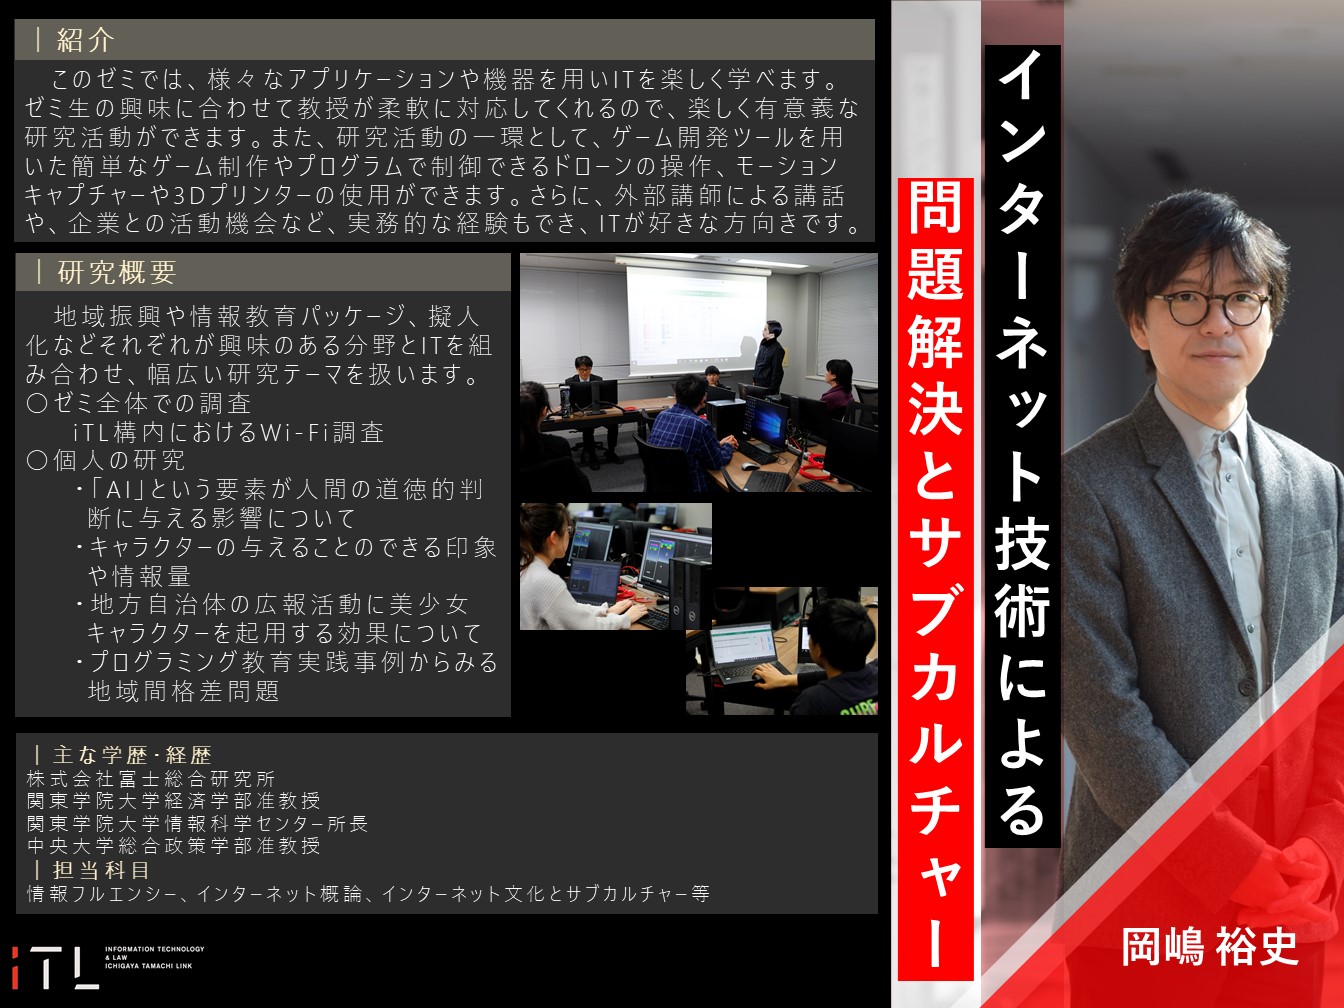 ｜紹介
このゼミでは、様々なアプリケーションや機器を用いITを楽しく学べます。
ゼミ生の興味に合わせて教授が柔軟に対応してくれるので、楽しく有意義な
研究活動ができます。また、研究活動の一環として、ゲーム開発ツールを用
いた簡単なゲーム制作やプログラムで制御できるドローンの操作、モーション
キャプチャーや3Dプリンターの使用ができます。さらに、外部講師による講話
や、企業との活動機会など、実務的な経験もでき、ITが好きな方向きです。
｜研究概要
地域振興や情報教育パッケージ、擬人
化などそれぞれが興味のある分野とITを組
み合わせ、幅広い研究テーマを扱います。
○ゼミ全体での調査
iTL構内におけるWi-Fi調査
○個人の研究
・「AI」という要素が人間の道徳的判
断に与える影響について
・キャラクターの与えることのできる印象
や情報量
・地方自治体の広報活動に美少女
キャラクターを起用する効果について
・プログラミング教育実践事例からみる
地域間格差問題
｜主な学歴・経歴
株式会社富士総合研究所
関東学院大学経済学部准教授
関東学院大学情報科学センター所長
中央大学総合政策学部准教授
｜担当科目
情報フルエンシー、インターネット概論、インターネット文化とサブカルチャー等
iTL
INFORMATION TECHNOLOGY
& LAW
ICHIGAYA TAMACHI LINK
インターネット技術による
問題解決とサブカルチャー
岡嶋 裕史